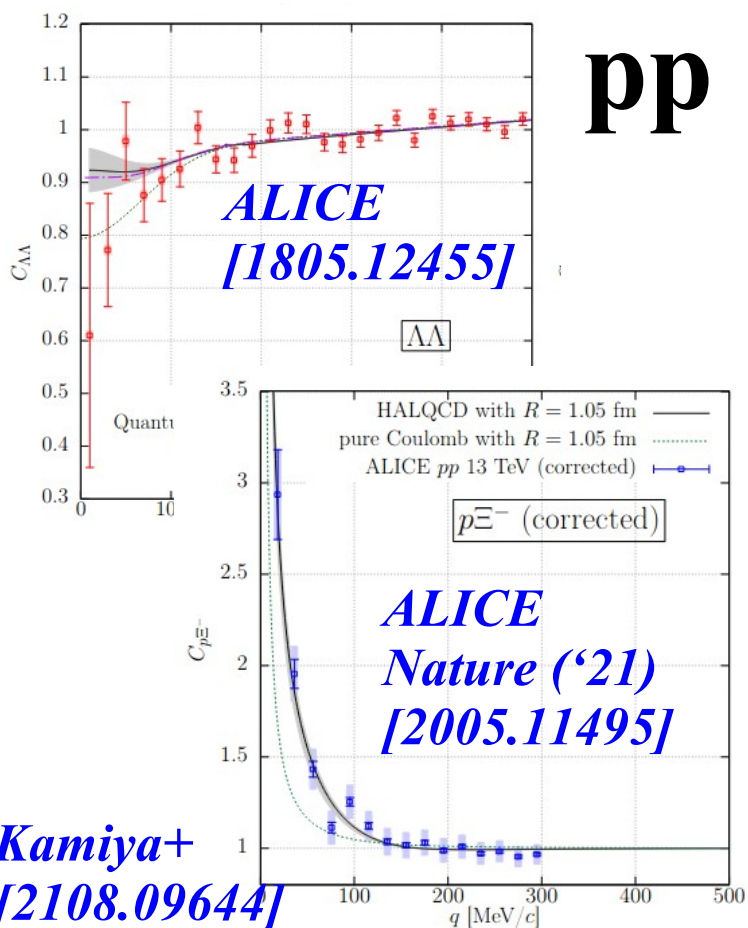 pp
1.2
1.1
1
0.9
0.8
0.7
0.6
0.5
0.4
0.3
C_ΛΛ
ALICE
[1805.12455]
ΛΛ
0
10
3.5
3
2.5
2
1.5
1
C_pΞ⁻
HALQCD with R = 1.05 fm
pure Coulomb with R = 1.05 fm
ALICE pp 13 TeV (corrected)
pΞ⁻ (corrected)
ALICE
Nature (‘21)
[2005.11495]
Kamiya+
[2108.09644]
100
200
300
400
500
q [MeV/c]